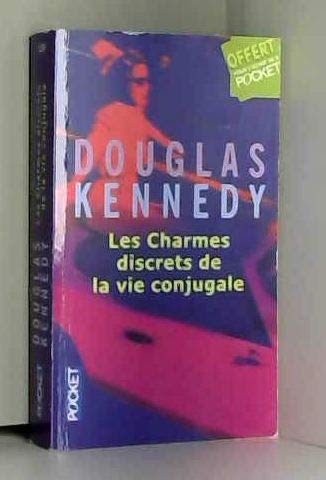 OFFERT
POCKET
DOUGLAS
KENNEDY
Les Charmes
discrets de
la vie conjugale
Les Charmes discrets
de la vie conjugale
DOUGLAS
KENNEDY
POCKET